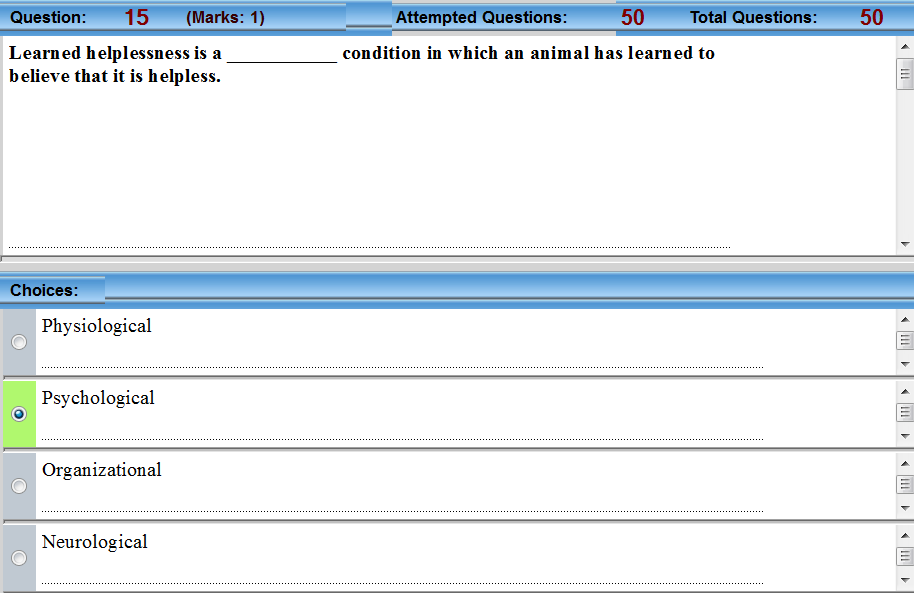 Question: 15 (Marks: 1) Attempted Questions: 50 Total Questions: 50
Learned helplessness is a ___________ condition in which an animal has learned to
believe that it is helpless.
Choices:
Physiological
Psychological
Organizational
Neurological